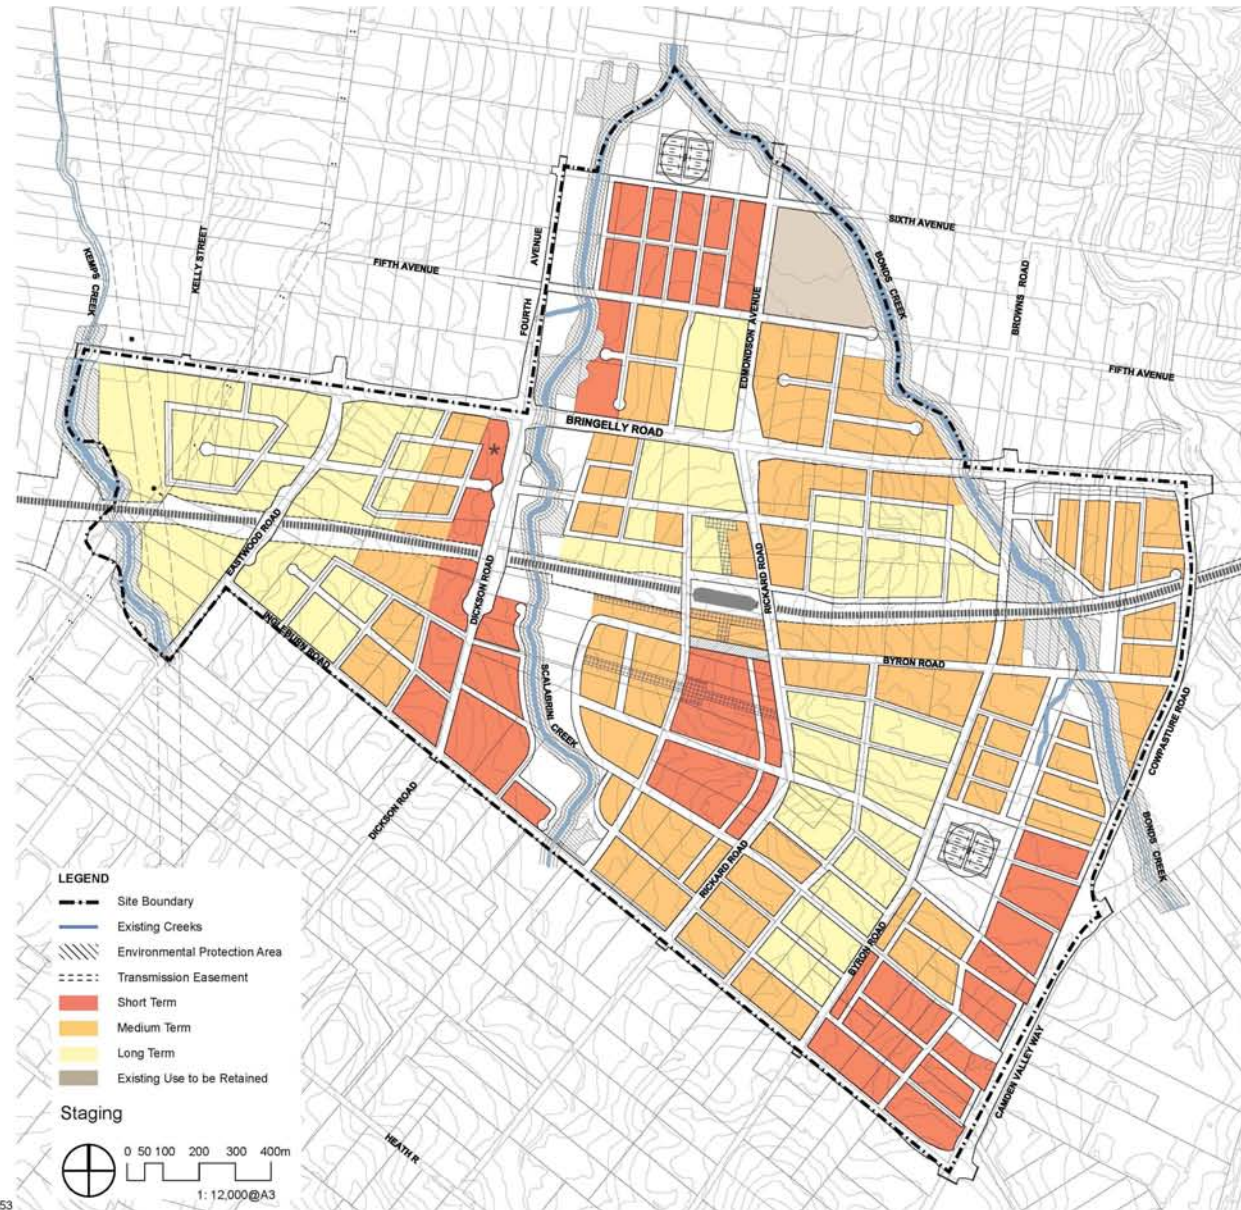 SIXTH AVENUE
KELLY STREET
FIFTH AVENUE
FOURTH AVENUE
KEMPS CREEK
BONDS CREEK
BROWNS ROAD
EDMONDSON AVENUE
FIFTH AVENUE
BRINGELLY ROAD
EASTWOOD ROAD
DICKSON ROAD
RICKARD ROAD
INGLEBURN ROAD
BYRON ROAD
SCALABRINI CREEK
COWPASTURE ROAD
DICKSON ROAD
RICKARD ROAD
BONDS CREEK
BYRON ROAD
CAMDEN VALLEY WAY
HEATH R
LEGEND
Site Boundary
Existing Creeks
Environmental Protection Area
Transmission Easement
Short Term
Medium Term
Long Term
Existing Use to be Retained
Staging
0 50 100 200 300 400m
1: 12,000@A3
53